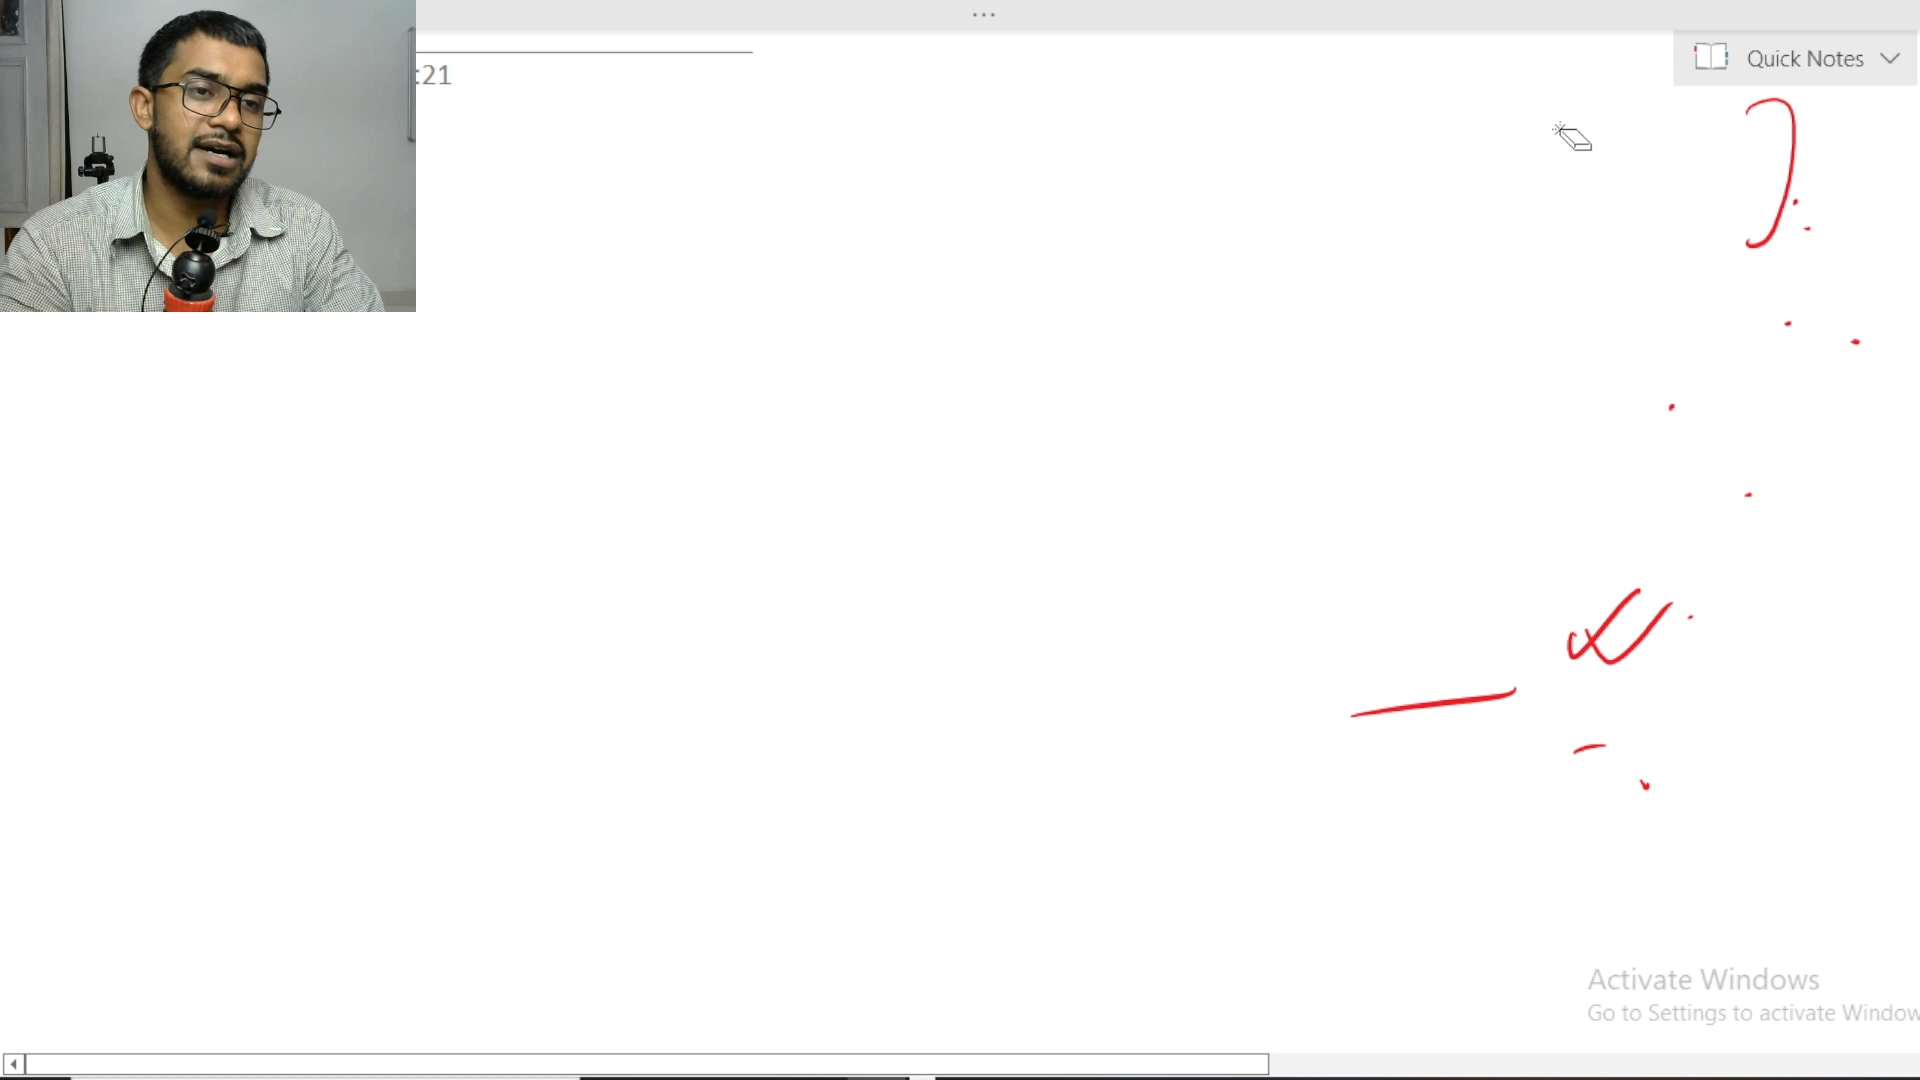 ...
:21
Quick Notes
Activate Windows
Go to Settings to activate Window